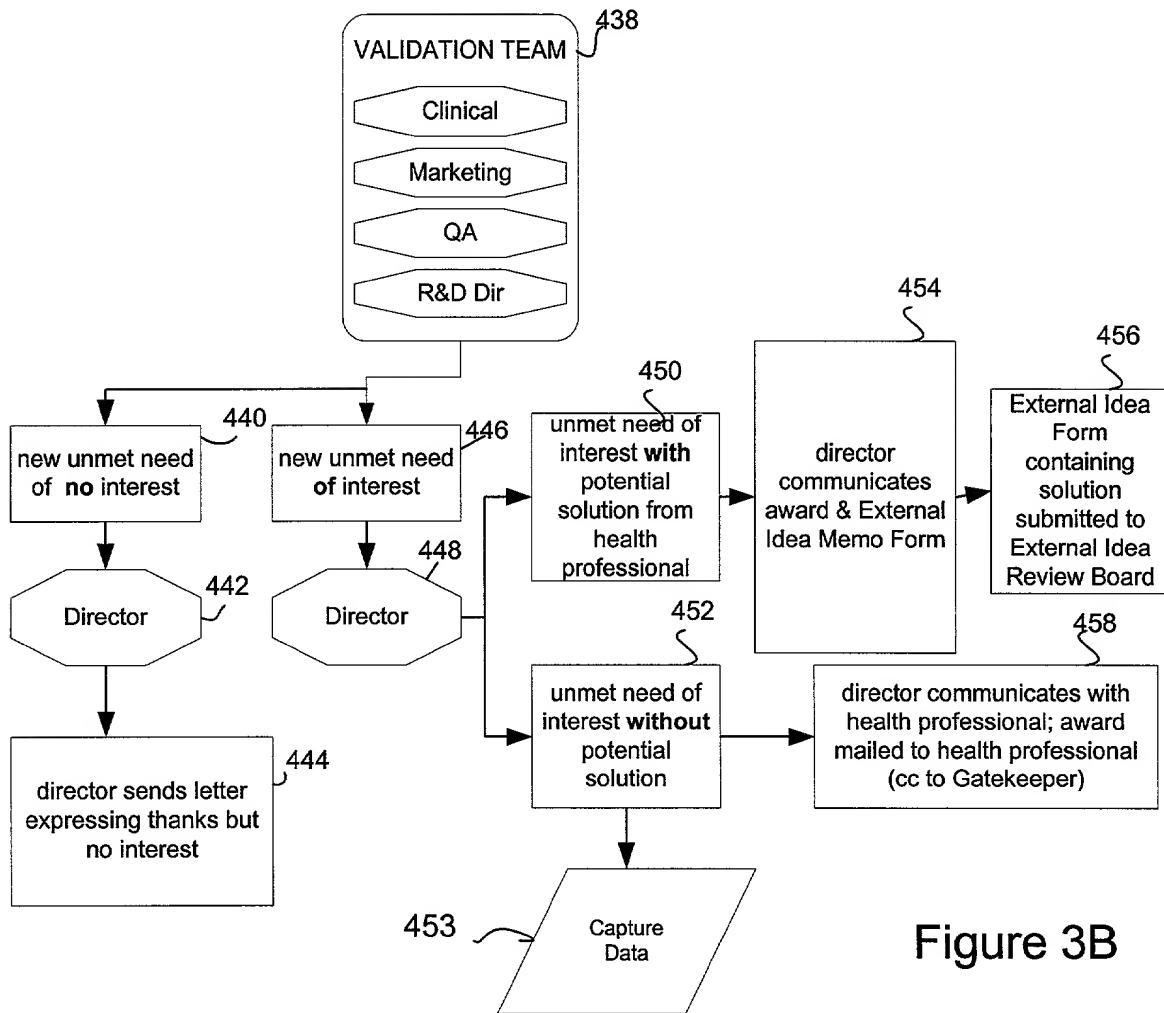 438
VALIDATION TEAM
Clinical
Marketing
QA
R&D Dir
440
new unmet need
of no interest
446
new unmet need
of interest
450
unmet need of
interest with
potential
solution from
health
professional
454
director
communicates
award & External
Idea Memo Form
456
External Idea
Form
containing
solution
submitted to
External Idea
Review Board
442
Director
448
Director
452
unmet need of
interest without
potential
solution
458
director communicates with
health professional; award
mailed to health professional
(cc to Gatekeeper)
444
director sends letter
expressing thanks but
no interest
453
Capture
Data
Figure 3B